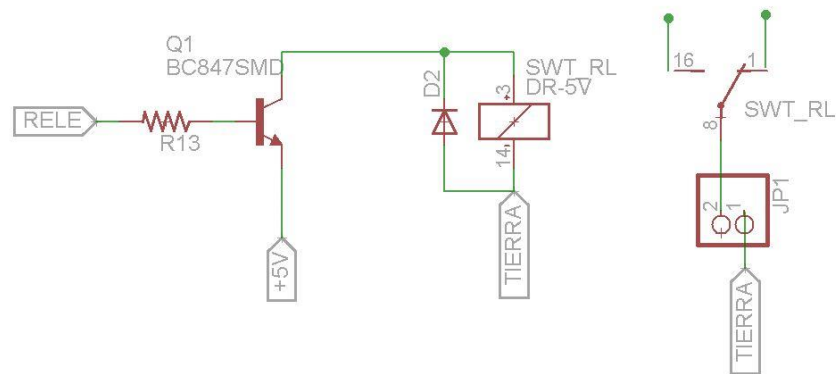 Q1
BC847SMD
RELE
R13
+5V
D2
SWT_RL
DR-5V
3
14
TIERRA
16
1
SWT_RL
8
2
1
JP1
TIERRA